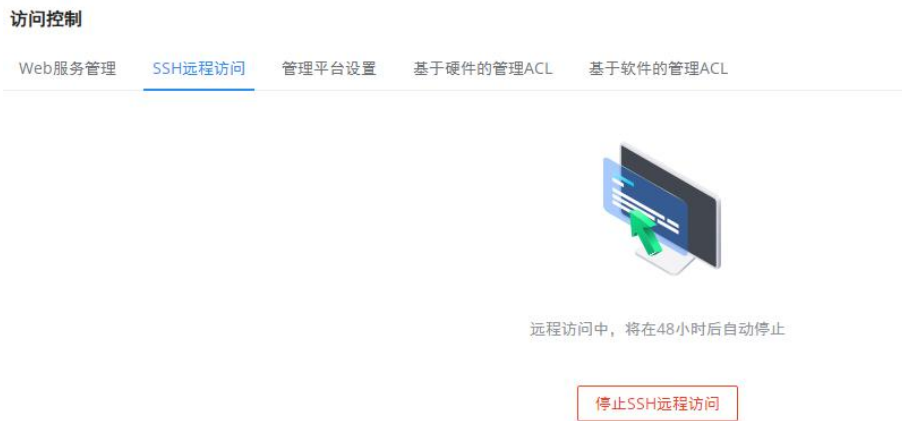 访问控制
Web服务管理 SSH远程访问 管理平台设置 基于硬件的管理ACL 基于软件的管理ACL
远程访问中，将在48小时后自动停止
停止SSH远程访问